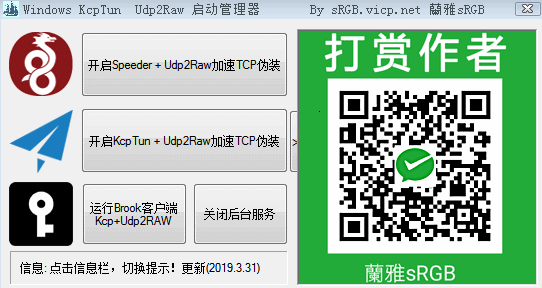 Windows KcpTun Udp2Raw 启动管理器 By sRGB.vicp.net 蘭雅sRGB
开启Speeder + Udp2Raw加速TCP伪装
开启KcpTun + Udp2Raw加速TCP伪装
>
运行Brook客户端
Kcp+Udp2RAW
关闭后台服务
信息: 点击信息栏，切换提示！更新(2019.3.31)
打赏作者
蘭雅sRGB